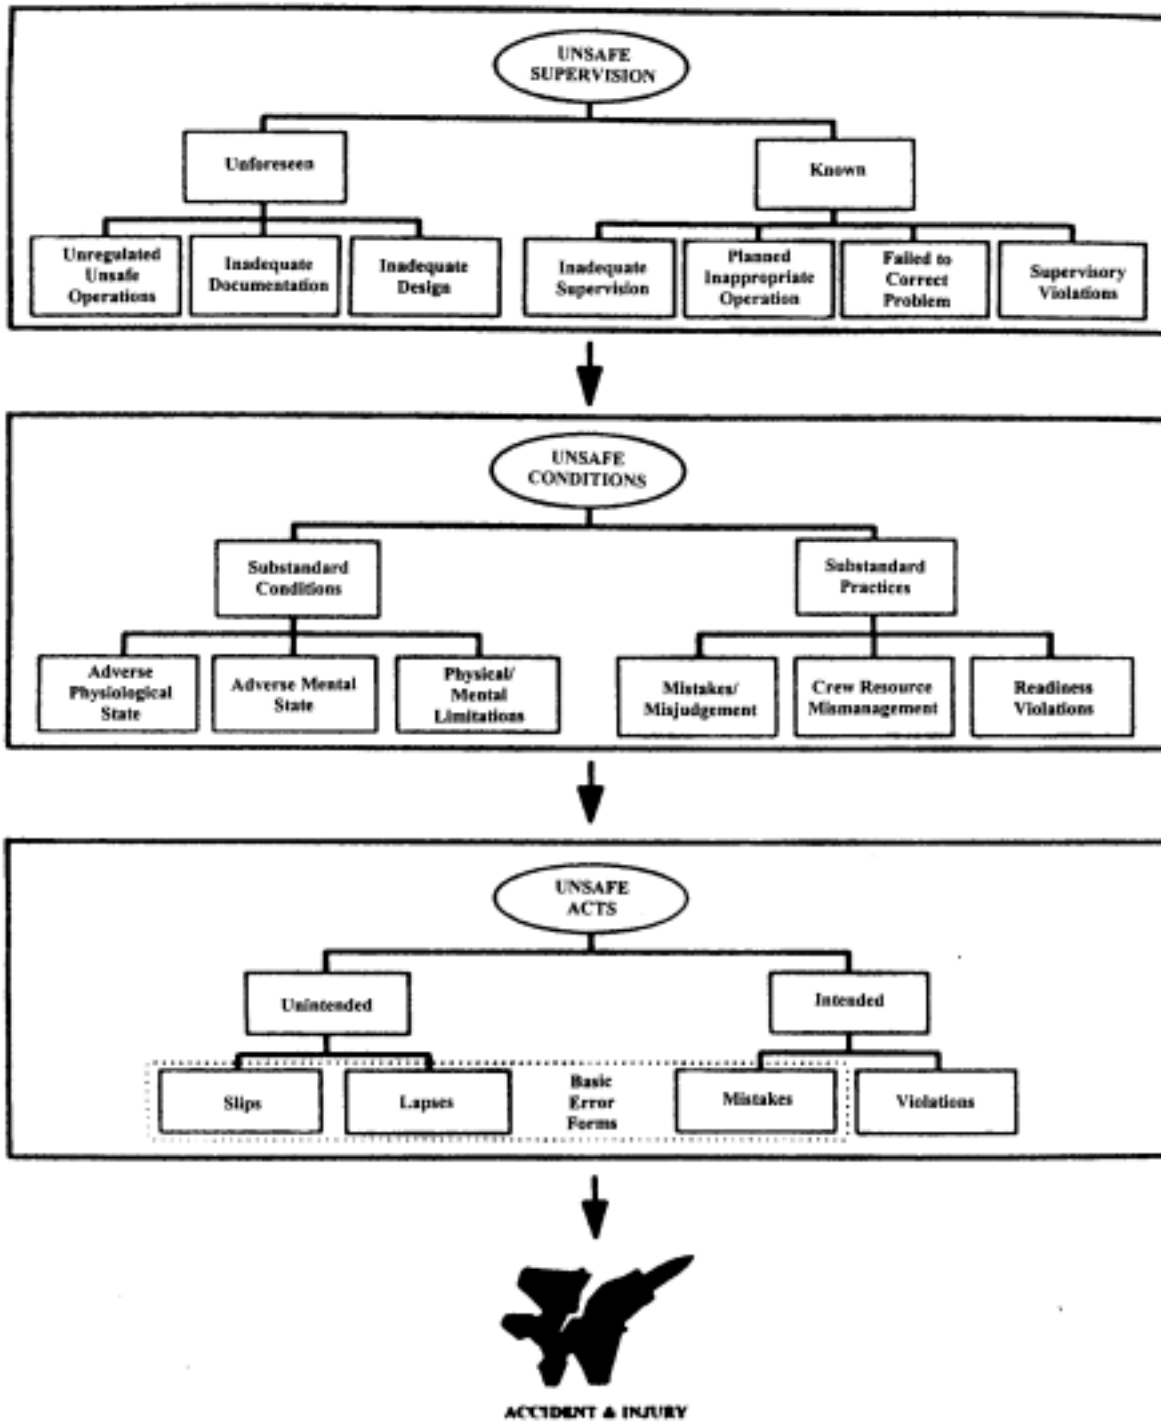 UNSAFE
SUPERVISION
Unforeseen
Known
Unregulated
Unsafe
Operations
Inadequate
Documentation
Inadequate
Design
Inadequate
Supervision
Planned
Inappropriate
Operation
Failed to
Correct
Problem
Supervisory
Violations
UNSAFE
CONDITIONS
Substandard
Conditions
Substandard
Practices
Adverse
Physiological
State
Adverse Mental
State
Physical/
Mental
Limitations
Mistakes/
Misjudgement
Crew Resource
Mismanagement
Readiness
Violations
UNSAFE
ACTS
Unintended
Intended
Slips
Lapses
Basic
Error
Forms
Mistakes
Violations
ACCIDENT & INJURY